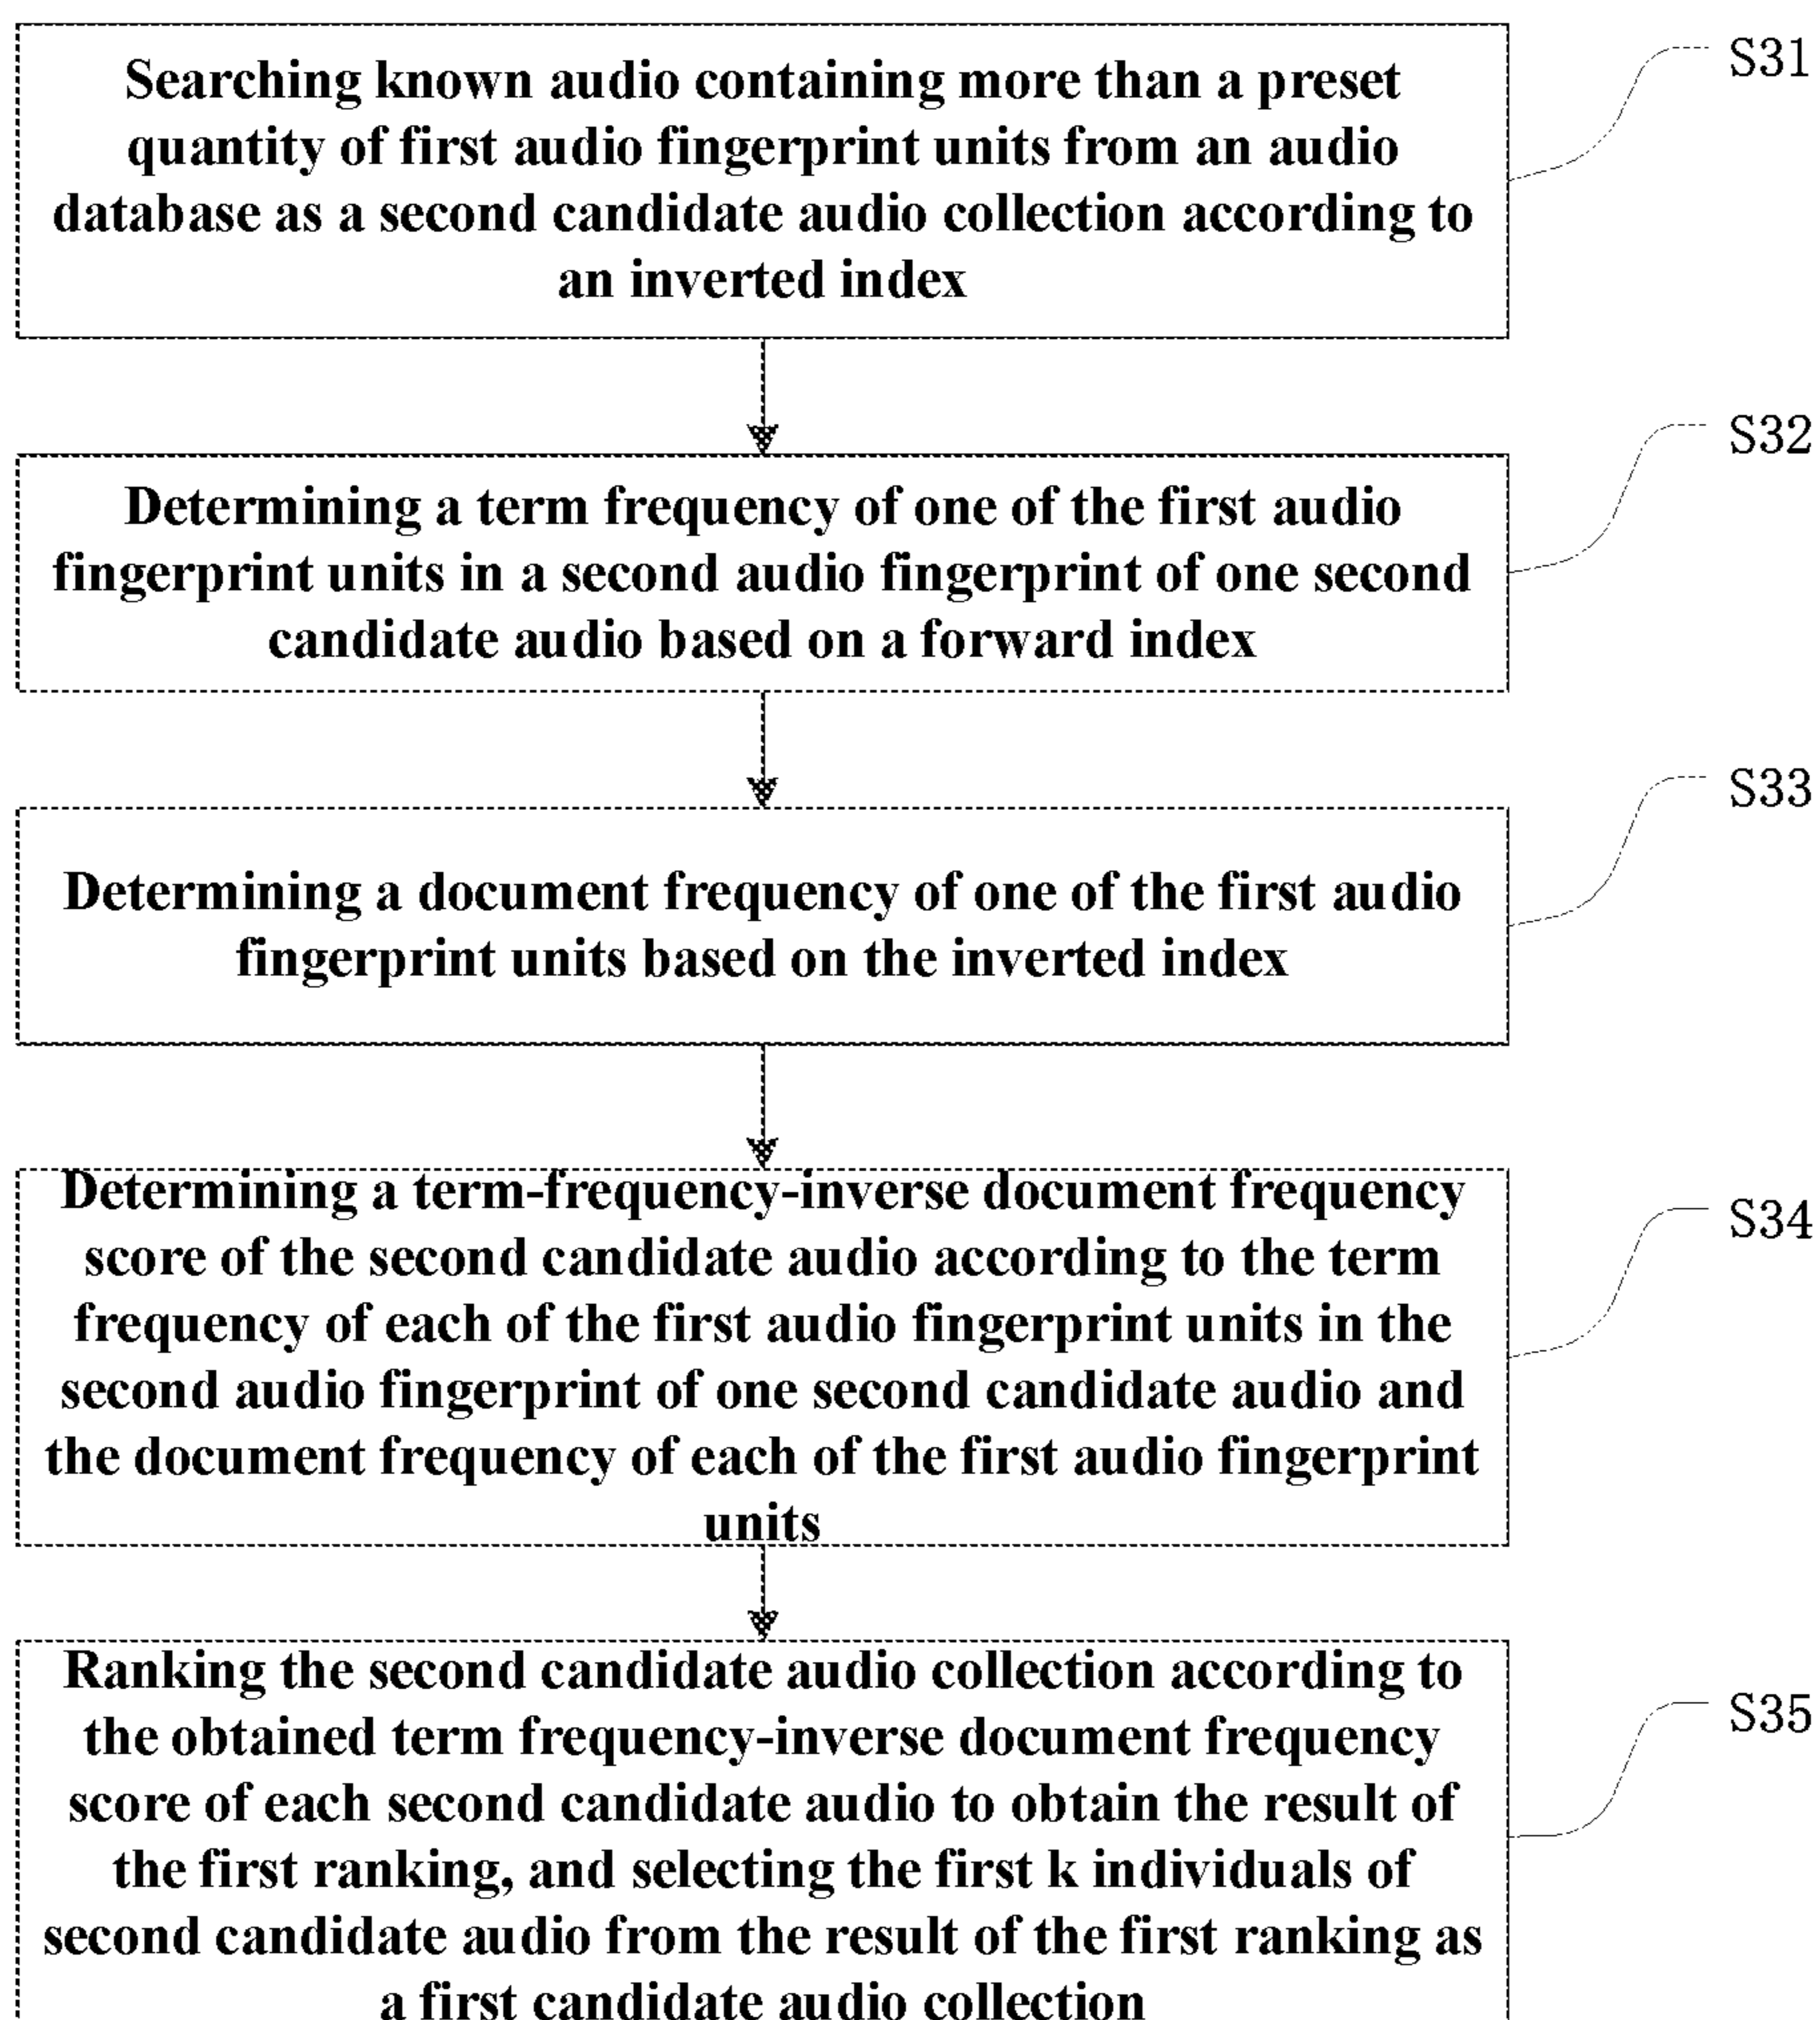 Searching known audio containing more than a preset
quantity of first audio fingerprint units from an audio
database as a second candidate audio collection according to
an inverted index
S31
Determining a term frequency of one of the first audio
fingerprint units in a second audio fingerprint of one second
candidate audio based on a forward index
S32
Determining a document frequency of one of the first audio
fingerprint units based on the inverted index
S33
Determining a term-frequency-inverse document frequency
score of the second candidate audio according to the term
frequency of each of the first audio fingerprint units in the
second audio fingerprint of one second candidate audio and
the document frequency of each of the first audio fingerprint
units
S34
Ranking the second candidate audio collection according to
the obtained term frequency-inverse document frequency
score of each second candidate audio to obtain the result of
the first ranking, and selecting the first k individuals of
second candidate audio from the result of the first ranking as
a first candidate audio collection
S35